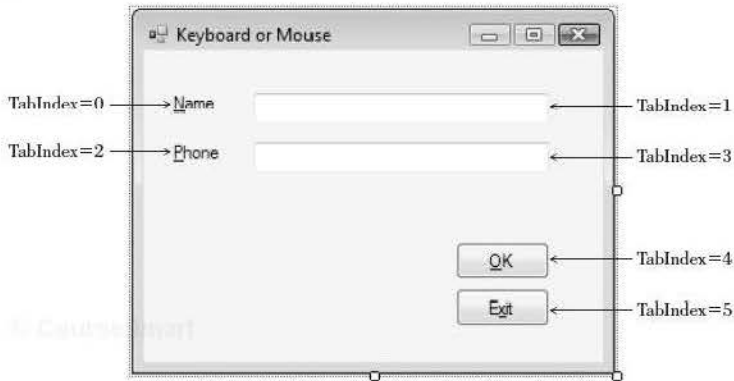 Keyboard or Mouse
TabIndex=0
Name
TabIndex=1
TabIndex=2
Phone
TabIndex=3
OK
TabIndex=4
Exit
TabIndex=5
© CourseSmart